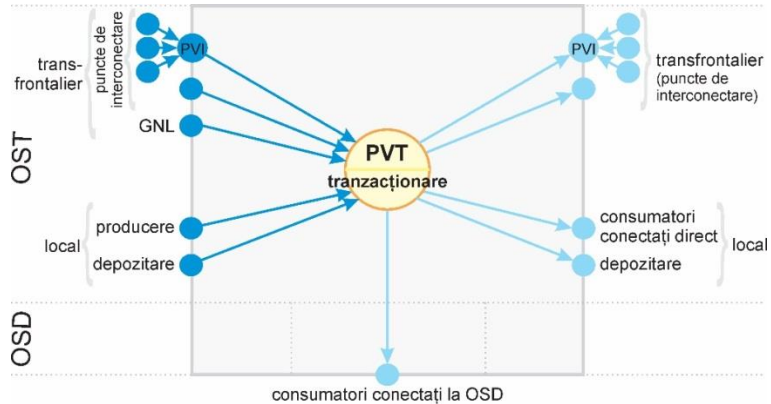 OST
trans-
frontalier
puncte de
interconectare
PVI
GNL
PVT
tranzacționare
PVI
transfrontalier
(puncte de
interconectare)
local
producere
depozitare
consumatori
conectați direct
depozitare
local
OSD
consumatori conectați la OSD